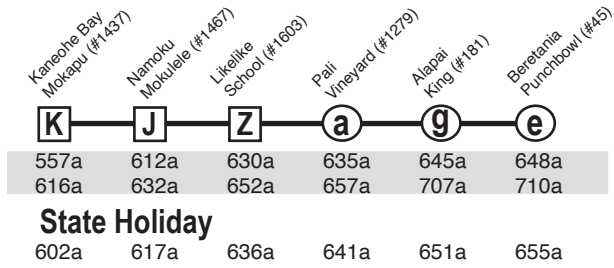 Kaneohe Bay
Mokapu (#1437)
Namoku
Mokulele (#1467)
Likelike
School (#1603)
Pali
Vineyard (#1279)
Alapai
King (#181)
Beretania
Punchbowl (#45)
K J Z a g e
557a 612a 630a 635a 645a 648a
616a 632a 652a 657a 707a 710a
State Holiday
602a 617a 636a 641a 651a 655a